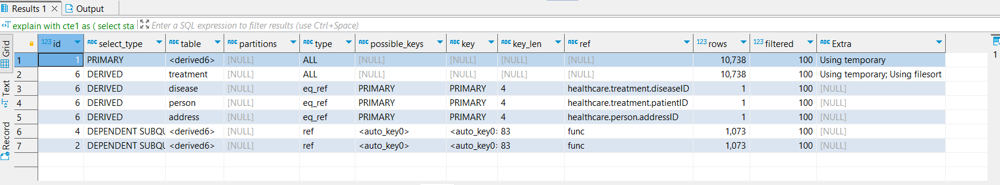 Results 1 Output
explain with cte1 as ( select sta Enter a SQL expression to filter results (use Ctrl+Space)
Grid
Text
Record
123 id ABC select_type ABC table ABC partitions ABC type ABC possible_keys ABC key ABC key_len ABC ref 123 rows 123 filtered ABC Extra
1 1 PRIMARY <derived6> [NULL] ALL [NULL] [NULL] [NULL] [NULL] 10,738 100 Using temporary
2 6 DERIVED treatment [NULL] ALL [NULL] [NULL] [NULL] [NULL] 10,738 100 Using temporary; Using filesort
3 6 DERIVED disease [NULL] eq_ref PRIMARY PRIMARY 4 healthcare.treatment.diseaseID 1 100 [NULL]
4 6 DERIVED person [NULL] eq_ref PRIMARY PRIMARY 4 healthcare.treatment.patientID 1 100 [NULL]
5 6 DERIVED address [NULL] eq_ref PRIMARY PRIMARY 4 healthcare.person.addressID 1 100 [NULL]
6 4 DEPENDENT SUBQU <derived6> [NULL] ref <auto_key0> <auto_key0> 83 func 1,073 100 [NULL]
7 2 DEPENDENT SUBQU <derived6> [NULL] ref <auto_key0> <auto_key0> 83 func 1,073 100 [NULL]
1